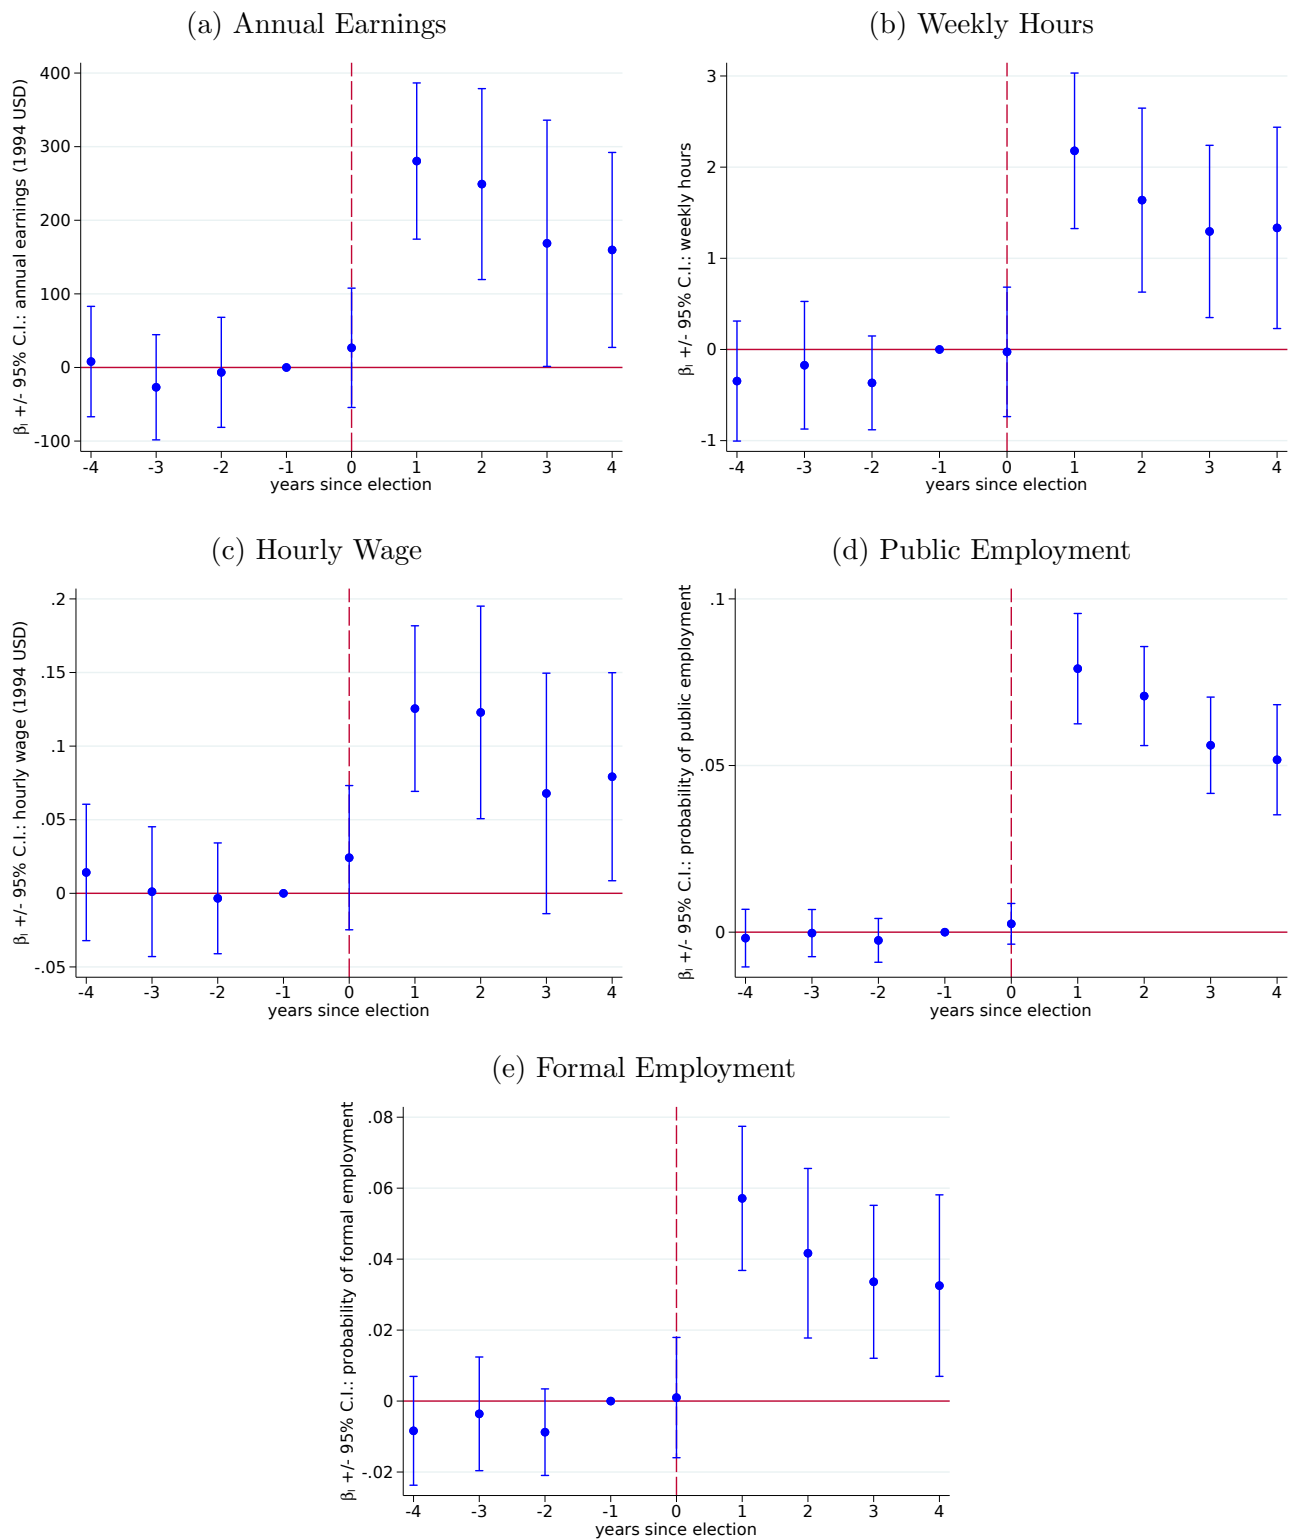 (a) Annual Earnings
β_l +/- 95% C.I.: annual earnings (1994 USD)
400
300
200
100
0
-100
-4 -3 -2 -1 0 1 2 3 4
years since election
(b) Weekly Hours
β_l +/- 95% C.I.: weekly hours
3
2
1
0
-1
-4 -3 -2 -1 0 1 2 3 4
years since election
(c) Hourly Wage
β_l +/- 95% C.I.: hourly wage (1994 USD)
.2
.15
.1
.05
0
-.05
-4 -3 -2 -1 0 1 2 3 4
years since election
(d) Public Employment
β_l +/- 95% C.I.: probability of public employment
.1
.05
0
-4 -3 -2 -1 0 1 2 3 4
years since election
(e) Formal Employment
β_l +/- 95% C.I.: probability of formal employment
.08
.06
.04
.02
0
-.02
-4 -3 -2 -1 0 1 2 3 4
years since election